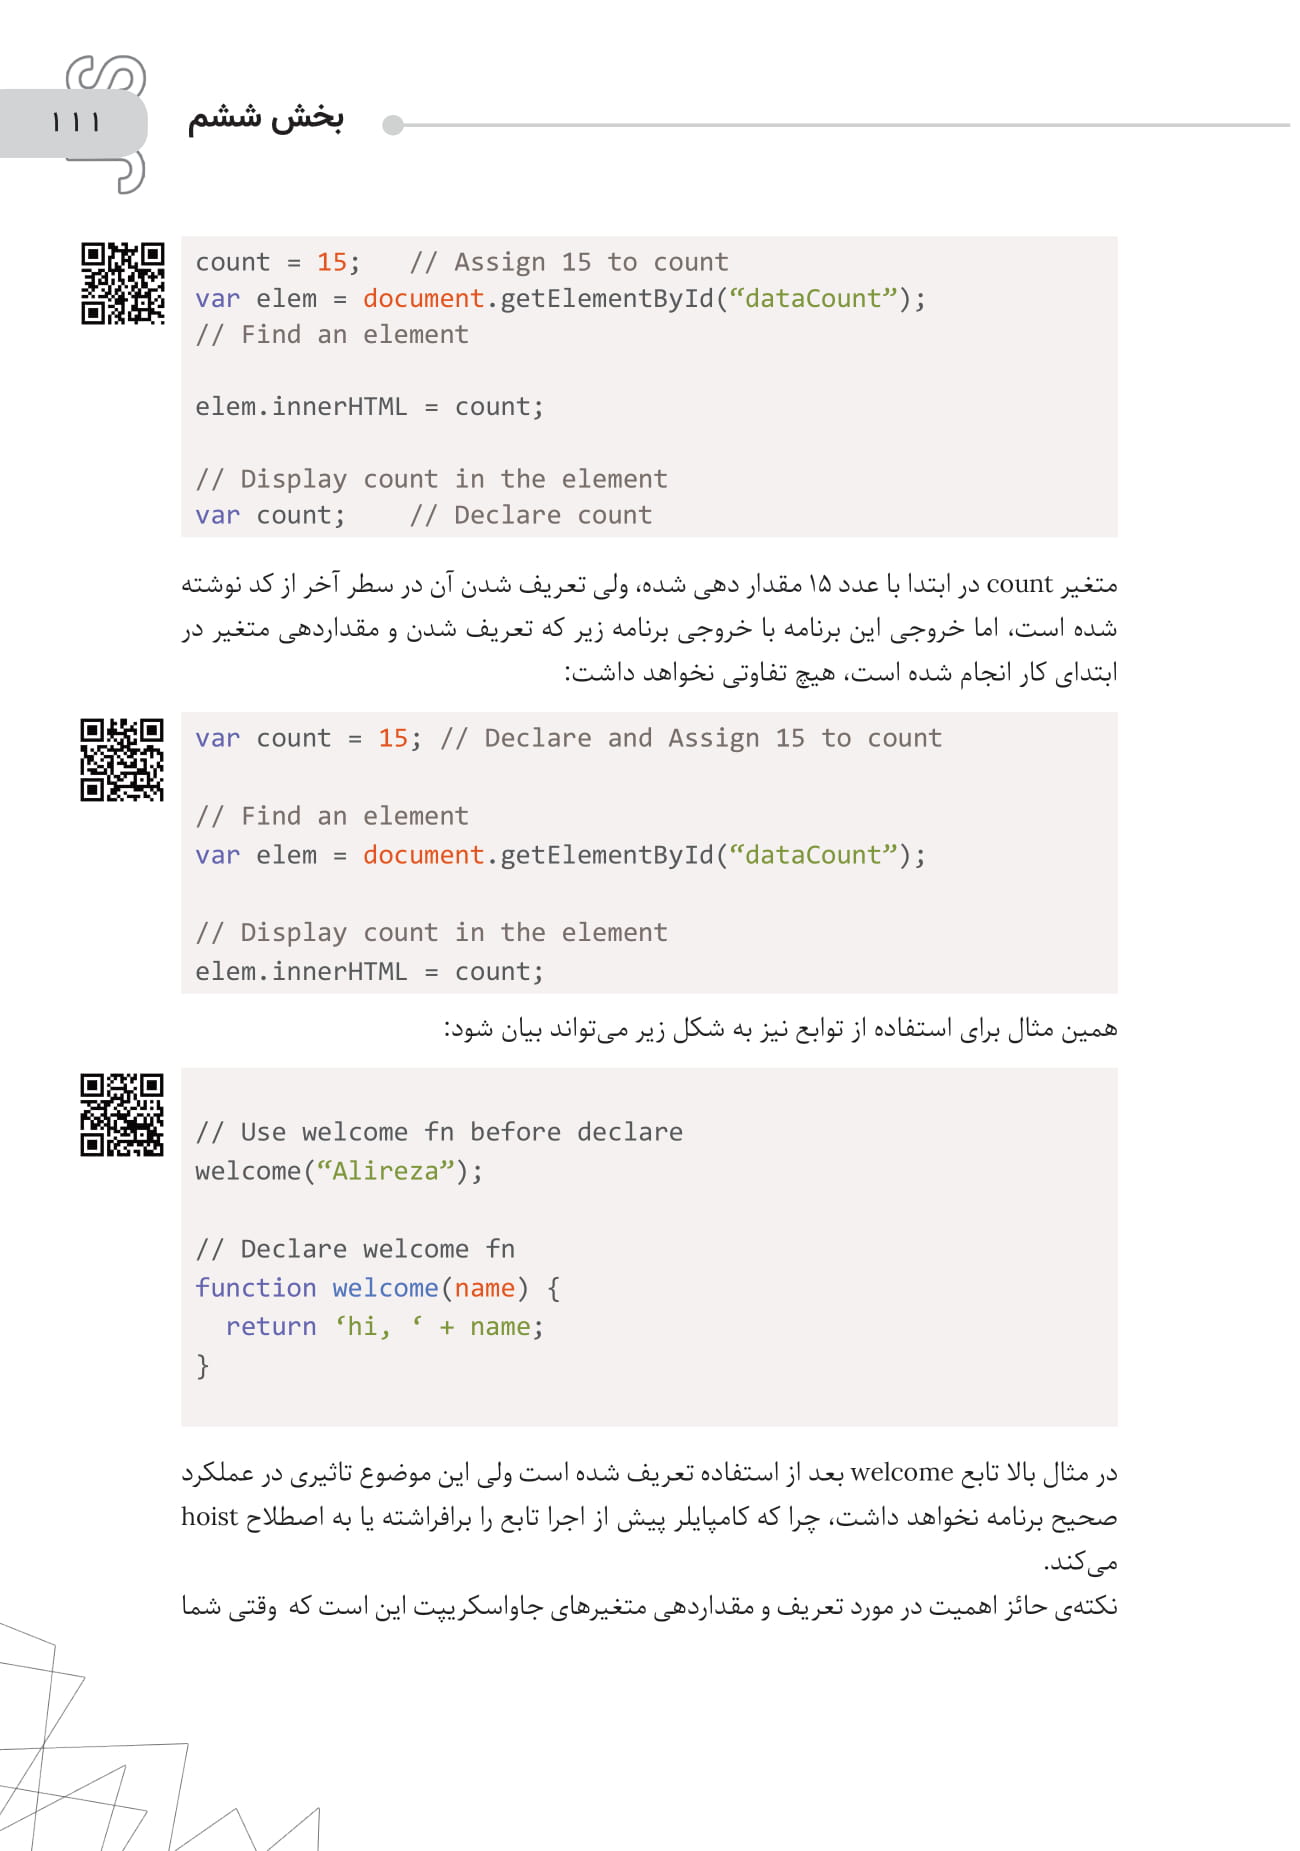 ۱۱۱
بخش ششم
count = 15;   // Assign 15 to count
var elem = document.getElementById(“dataCount”);
// Find an element
elem.innerHTML = count;
// Display count in the element
var count;    // Declare count
متغیر count در ابتدا با عدد ۱۵ مقدار دهی شده، ولی تعریف شدن آن در سطر آخر از کد نوشته
شده است، اما خروجی این برنامه با خروجی برنامه زیر که تعریف شدن و مقداردهی متغیر در
ابتدای کار انجام شده است، هیچ تفاوتی نخواهد داشت:
var count = 15; // Declare and Assign 15 to count
// Find an element
var elem = document.getElementById(“dataCount”);
// Display count in the element
elem.innerHTML = count;
همین مثال برای استفاده از توابع نیز به شکل زیر می‌تواند بیان شود:
// Use welcome fn before declare
welcome(“Alireza”);
// Declare welcome fn
function welcome(name) {
  return ‘hi, ‘ + name;
}
در مثال بالا تابع welcome بعد از استفاده تعریف شده است ولی این موضوع تاثیری در عملکرد
صحیح برنامه نخواهد داشت، چرا که کامپایلر پیش از اجرا تابع را برافراشته یا به اصطلاح hoist
می‌کند.
نکته‌ی حائز اهمیت در مورد تعریف و مقداردهی متغیرهای جاواسکریپت این است که وقتی شما